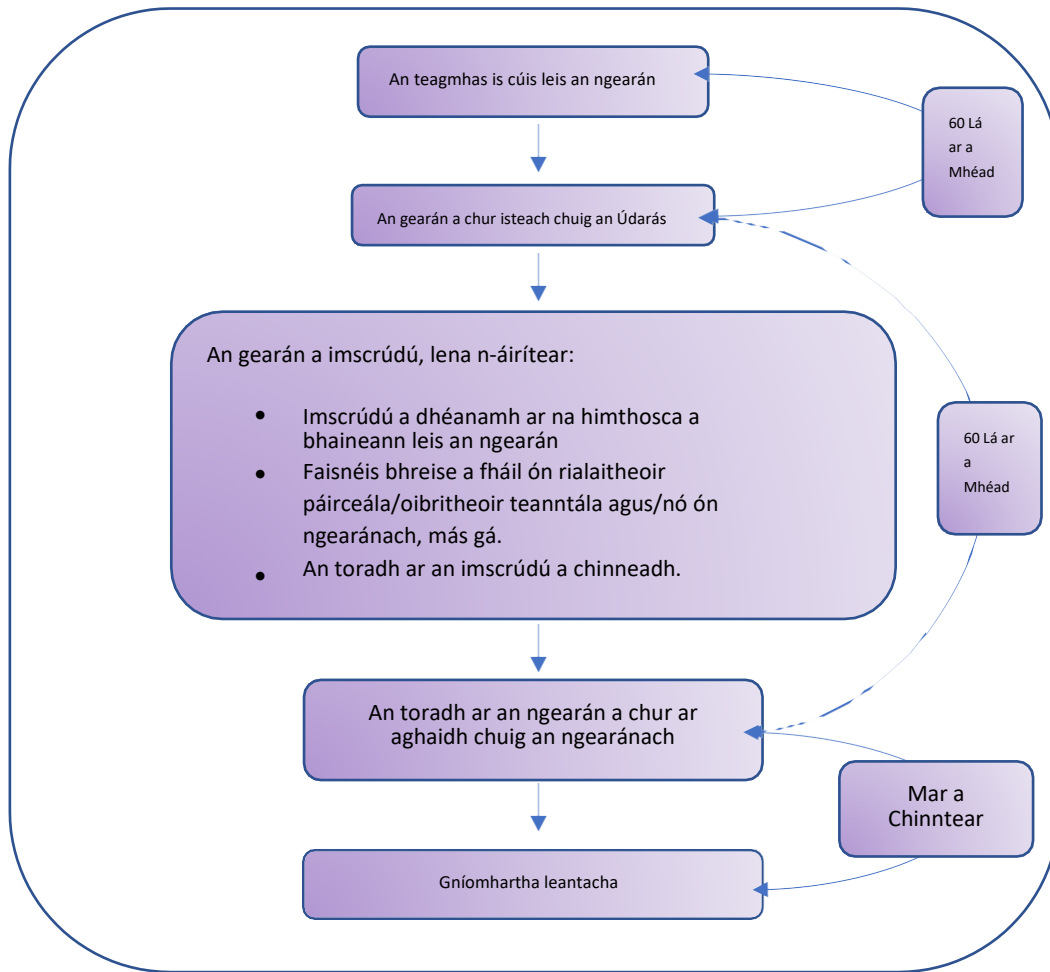 An teagmhas is cúis leis an ngearán
60 Lá
ar a
Mhéad
An gearán a chur isteach chuig an Údarás
An gearán a imscrúdú, lena n-áirítear:
• Imscrúdú a dhéanamh ar na himthosca a
bhaineann leis an ngearán
• Faisnéis bhreise a fháil ón rialaitheoir
páirceála/oibritheoir teanntála agus/nó ón
ngearánach, más gá.
• An toradh ar an imscrúdú a chinneadh.
60 Lá ar
a
Mhéad
An toradh ar an ngearán a chur ar
aghaidh chuig an ngearánach
Mar a
Chinntear
Gníomhartha leantacha